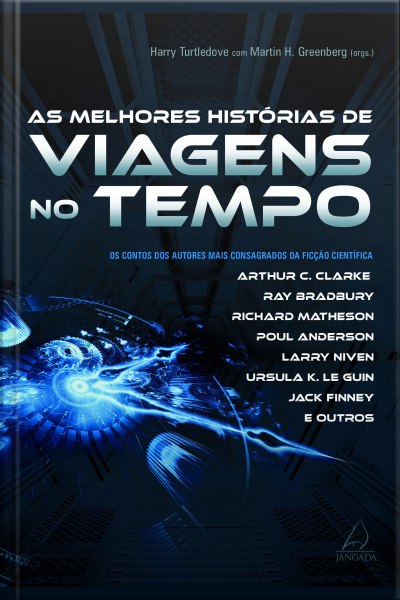 Harry Turtledove com Martin H. Greenberg (orgs.)
AS MELHORES HISTÓRIAS DE
VIAGENS
NO TEMPO
OS CONTOS DOS AUTORES MAIS CONSAGRADOS DA FICÇÃO CIENTÍFICA
ARTHUR C. CLARKE
RAY BRADBURY
RICHARD MATHESON
POUL ANDERSON
LARRY NIVEN
URSULA K. LE GUIN
JACK FINNEY
E OUTROS
JANGADA